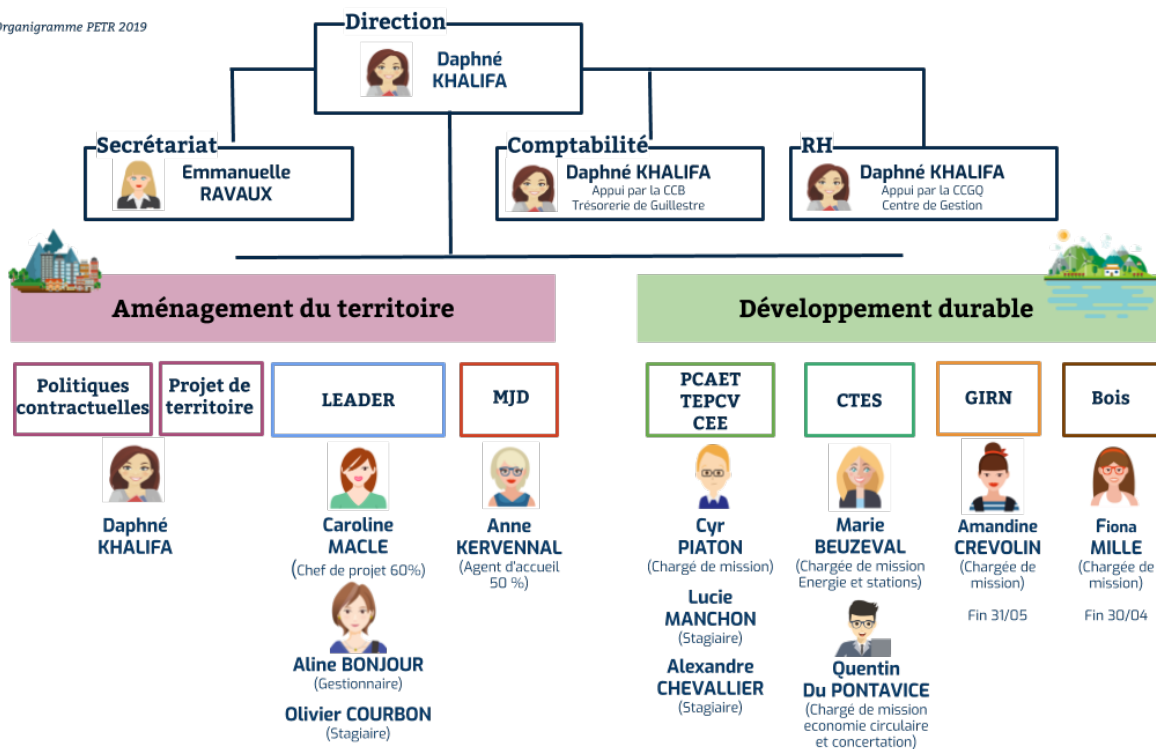 Organigramme PETR 2019
Direction
Daphné
KHALIFA
Secrétariat
Emmanuelle
RAVAUX
Comptabilité
Daphné KHALIFA
Appui par la CCB
Trésorerie de Guillestre
RH
Daphné KHALIFA
Appui par la CCGQ
Centre de Gestion
Aménagement du territoire
Développement durable
Politiques
contractuelles
Projet de
territoire
LEADER
MJD
PCAET
TEPCV
CEE
CTES
GIRN
Bois
Daphné
KHALIFA
Caroline
MACLE
(Chef de projet 60%)
Aline BONJOUR
(Gestionnaire)
Olivier COURBON
(Stagiaire)
Anne
KERVENNAL
(Agent d'accueil
50 %)
Cyr
PIATON
(Chargé de mission)
Lucie
MANCHON
(Stagiaire)
Alexandre
CHEVALLIER
(Stagiaire)
Marie
BEUZEVAL
(Chargée de mission
Energie et stations)
Quentin
Du PONTAVICE
(Chargé de mission
economie circulaire
et concertation)
Amandine
CREVOLIN
(Chargée de
mission)
Fin 31/05
Fiona
MILLE
(Chargée de
mission)
Fin 30/04